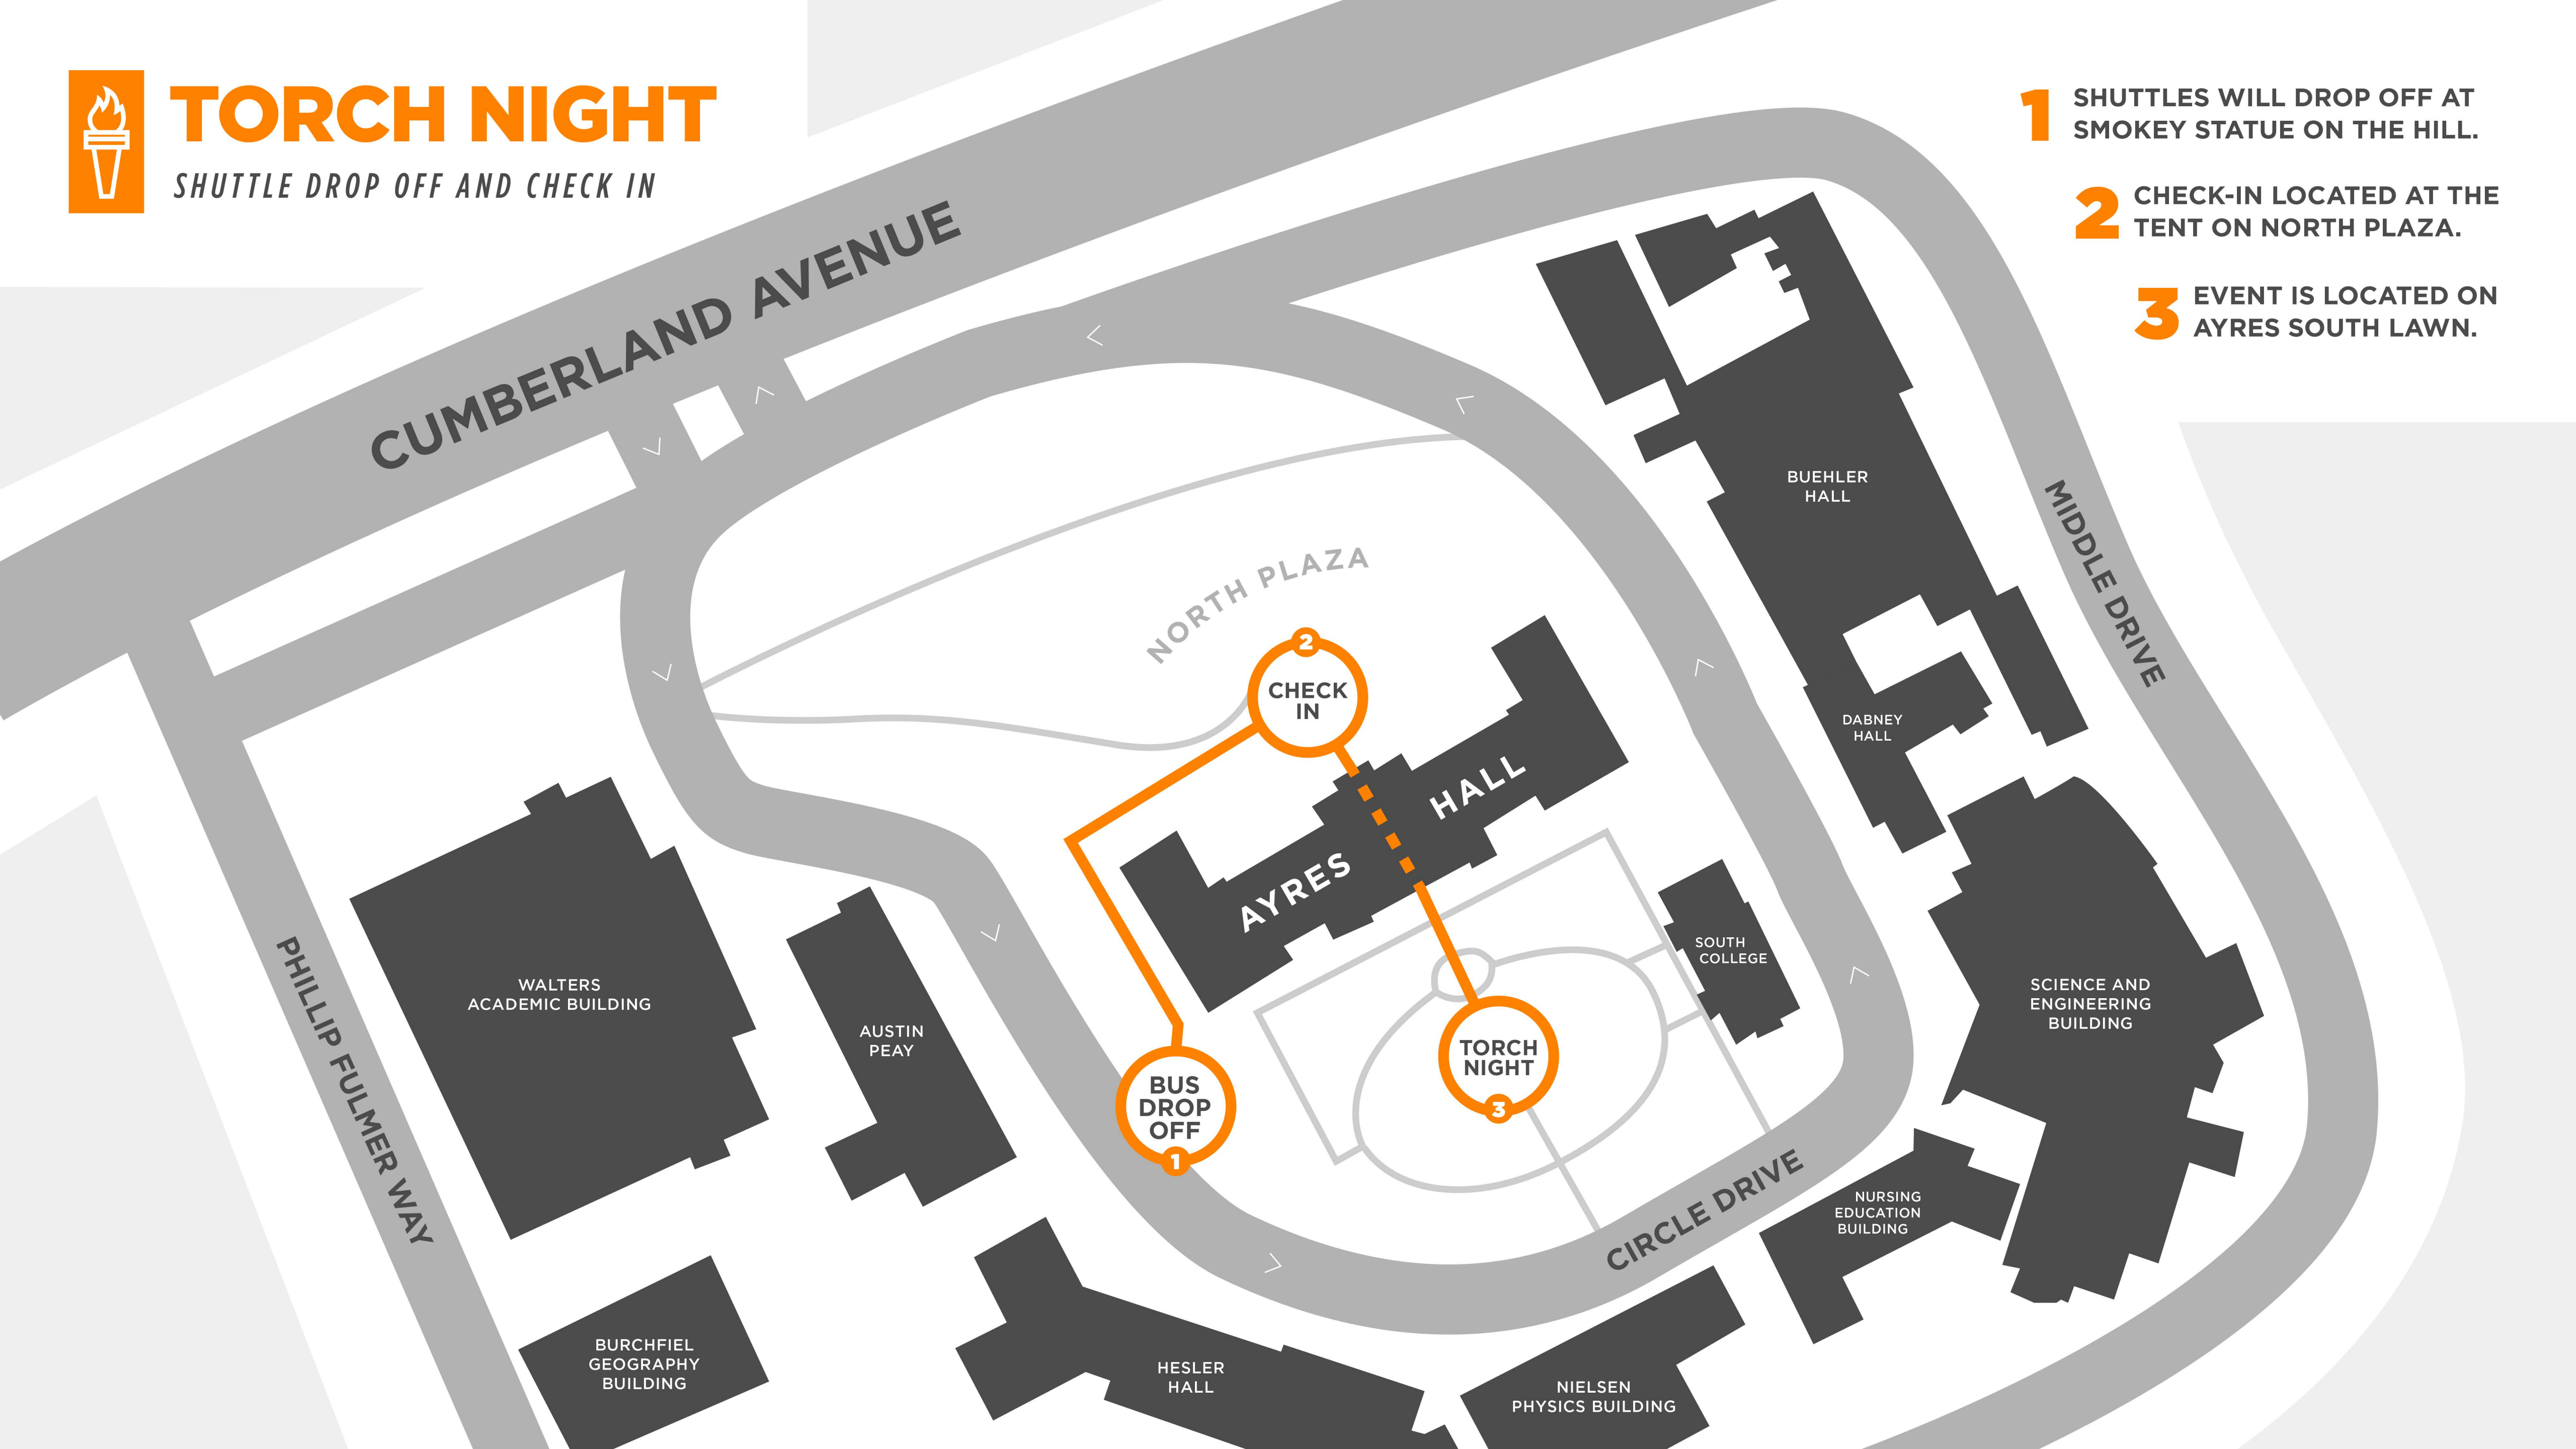 TORCH NIGHT
SHUTTLE DROP OFF AND CHECK IN
1 SHUTTLES WILL DROP OFF AT
SMOKEY STATUE ON THE HILL.
2 CHECK-IN LOCATED AT THE
TENT ON NORTH PLAZA.
3 EVENT IS LOCATED ON
AYRES SOUTH LAWN.
CUMBERLAND AVENUE
BUEHLER
HALL
MIDDLE DRIVE
NORTH PLAZA
2
CHECK
IN
DABNEY
HALL
AYRES HALL
SOUTH
COLLEGE
WALTERS
ACADEMIC BUILDING
PHILLIP FULMER WAY
AUSTIN
PEAY
SCIENCE AND
ENGINEERING
BUILDING
TORCH
NIGHT
3
BUS
DROP
OFF
1
CIRCLE DRIVE
NURSING
EDUCATION
BUILDING
BURCHFIEL
GEOGRAPHY
BUILDING
HESLER
HALL
NIELSEN
PHYSICS BUILDING